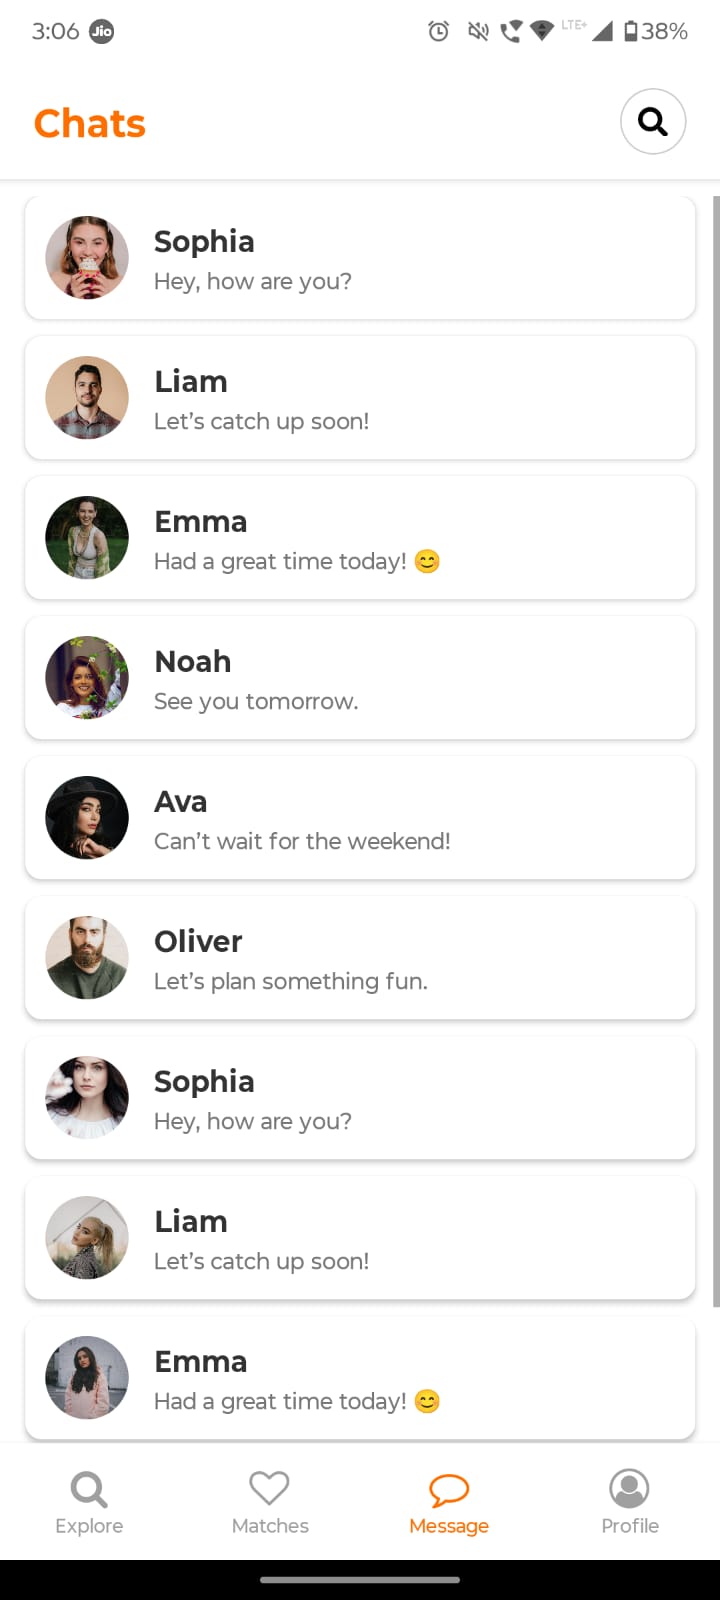 3:06 Jio LTE+ 38%
Chats
Sophia
Hey, how are you?
Liam
Let's catch up soon!
Emma
Had a great time today! 😊
Noah
See you tomorrow.
Ava
Can't wait for the weekend!
Oliver
Let's plan something fun.
Sophia
Hey, how are you?
Liam
Let's catch up soon!
Emma
Had a great time today! 😊
Explore Matches Message Profile